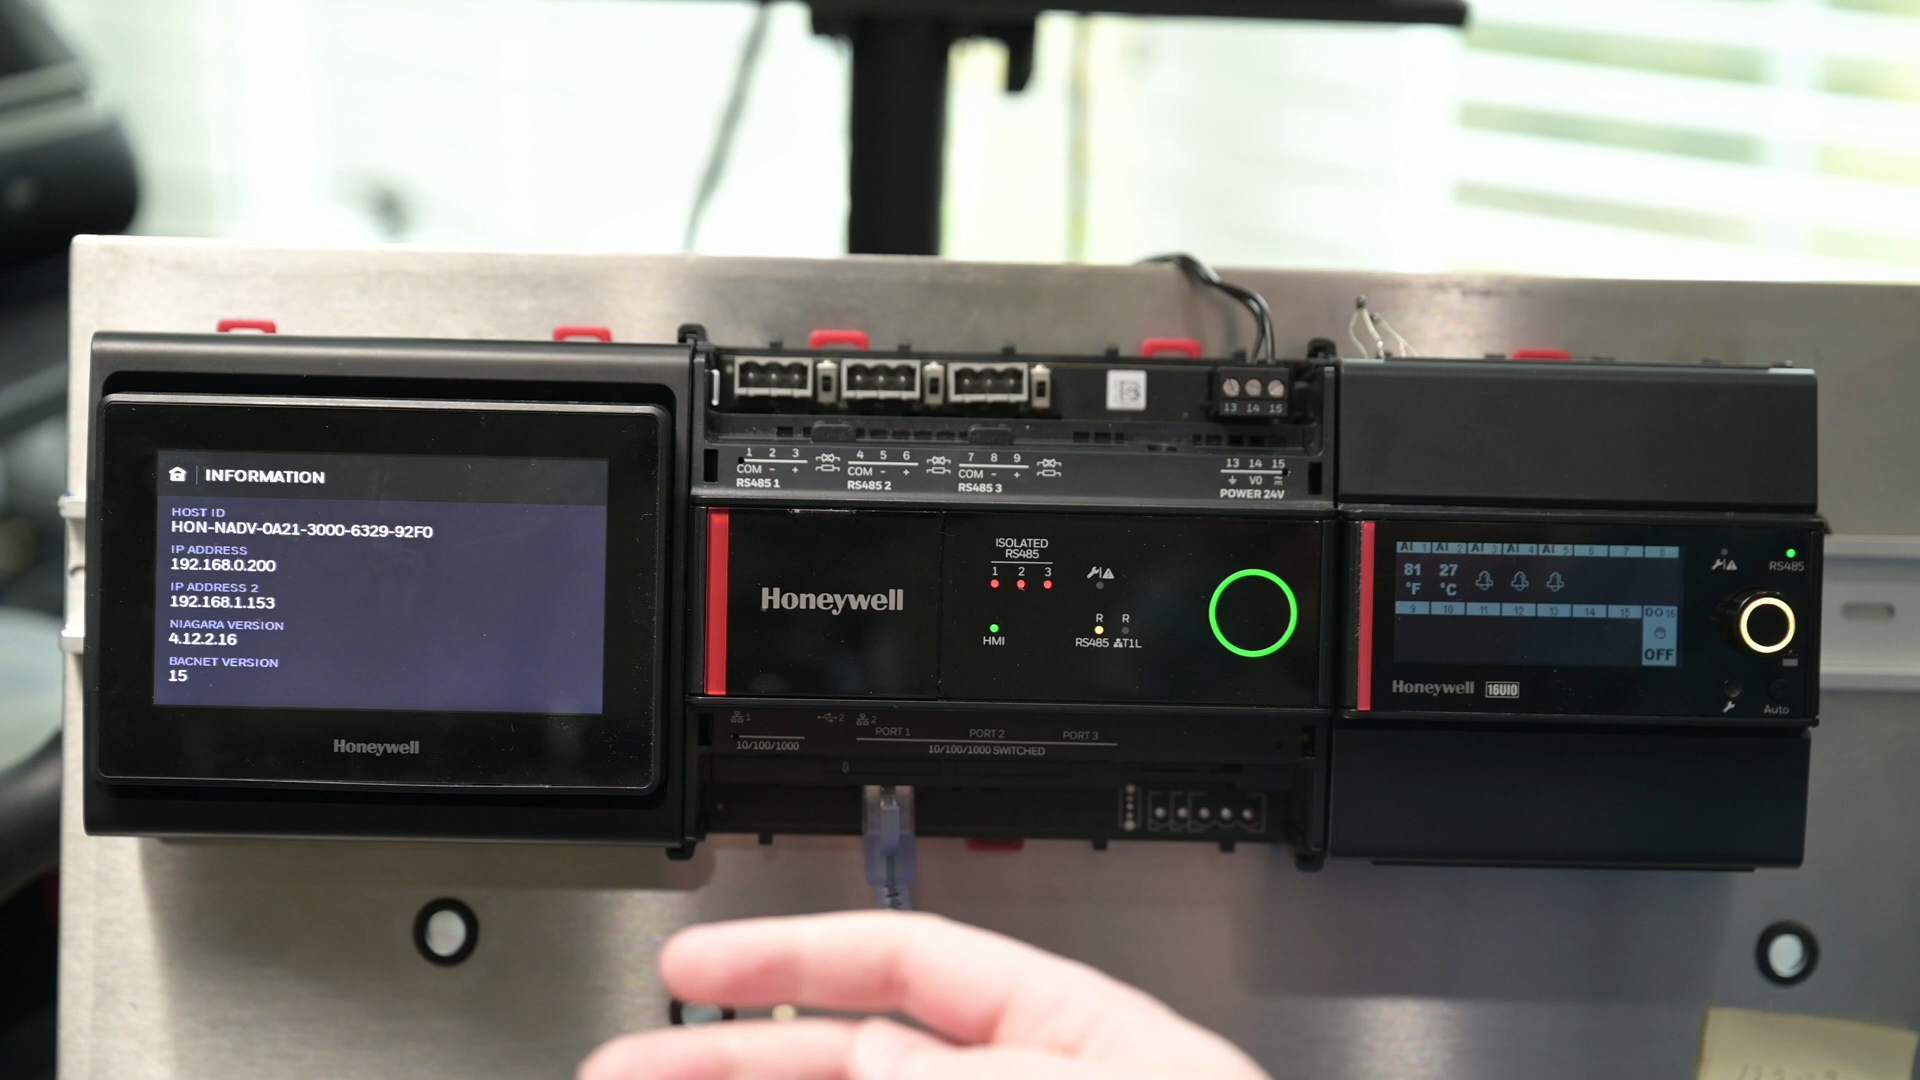 INFORMATION
HOST ID
HON-NADV-0A21-3000-6329-92F0
IP ADDRESS
192.168.0.200
IP ADDRESS 2
192.168.1.153
NIAGARA VERSION
4.12.2.16
BACNET VERSION
15
Honeywell
13 14 15
1 2 3 4 5 6 7 8 9
COM - + COM - + COM - +
RS485 1 RS485 2 RS485 3
13 14 15
V0
POWER 24V
Honeywell
ISOLATED
RS485
1 2 3
HMI
R R
RS485 T1L
1 2 2
PORT 1 PORT 2 PORT 3
10/100/1000 10/100/1000 SWITCHED
AI 1 AI 2 AI 3 AI 4 AI 5 6 7 8
81 27
°F °C
9 10 11 12 13 14 15 DO 16
OFF
Honeywell 16UIO
RS485
Auto